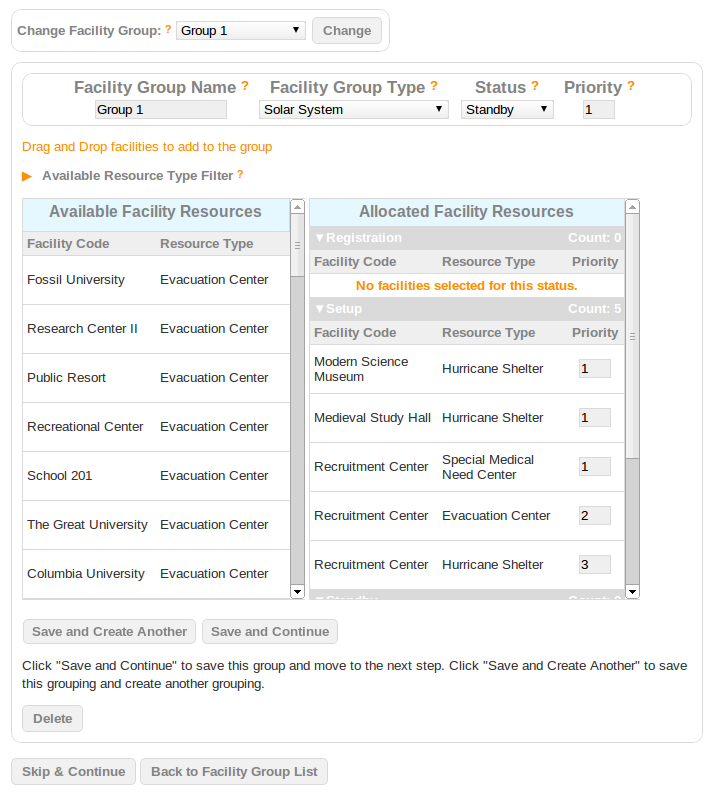 Change Facility Group: ? Group 1 Change
Facility Group Name ? Facility Group Type ? Status ? Priority ?
Group 1 Solar System Standby 1
Drag and Drop facilities to add to the group
Available Resource Type Filter ?
Available Facility Resources
Facility Code Resource Type
Fossil University Evacuation Center
Research Center II Evacuation Center
Public Resort Evacuation Center
Recreational Center Evacuation Center
School 201 Evacuation Center
The Great University Evacuation Center
Columbia University Evacuation Center
Allocated Facility Resources
▼Registration Count: 0
Facility Code Resource Type Priority
No facilities selected for this status.
▼Setup Count: 5
Facility Code Resource Type Priority
Modern Science
Museum Hurricane Shelter 1
Medieval Study Hall Hurricane Shelter 1
Recruitment Center Special Medical
Need Center 1
Recruitment Center Evacuation Center 2
Recruitment Center Hurricane Shelter 3
▼Standby Count: 0
Save and Create Another Save and Continue
Click "Save and Continue" to save this group and move to the next step. Click "Save and Create Another" to save
this grouping and create another grouping.
Delete
Skip & Continue Back to Facility Group List